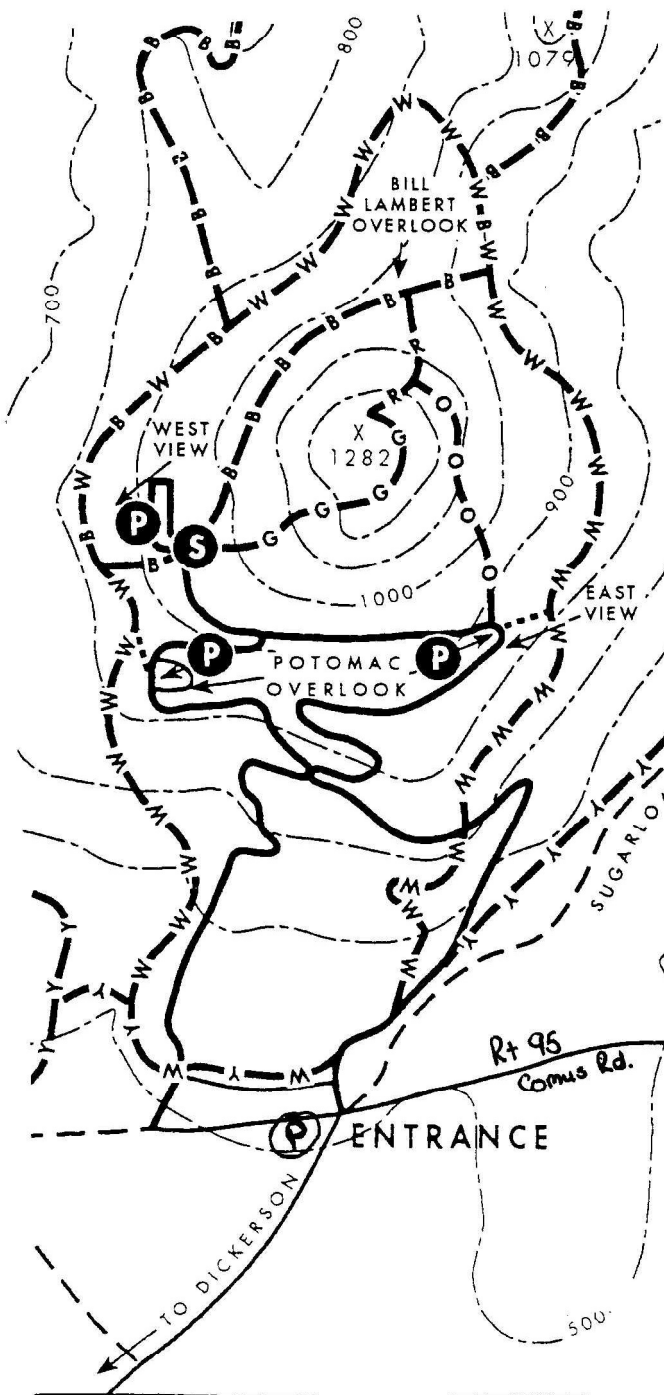 800
X
1079
BILL
LAMBERT
OVERLOOK
700
WEST
VIEW
X
1282
900
P
S
1000
EAST
VIEW
P
P
POTOMAC
OVERLOOK
SUGARLOA
Rt 95
Comus Rd.
P
ENTRANCE
TO DICKERSON
500
B B B B B B B B
W W W W W W W
B B B B B
B W B W B W B W
B B B B B B B B
R R
G G G G
O O O O
W W W W W W W
Y Y Y Y Y
Y Y Y Y
W Y W